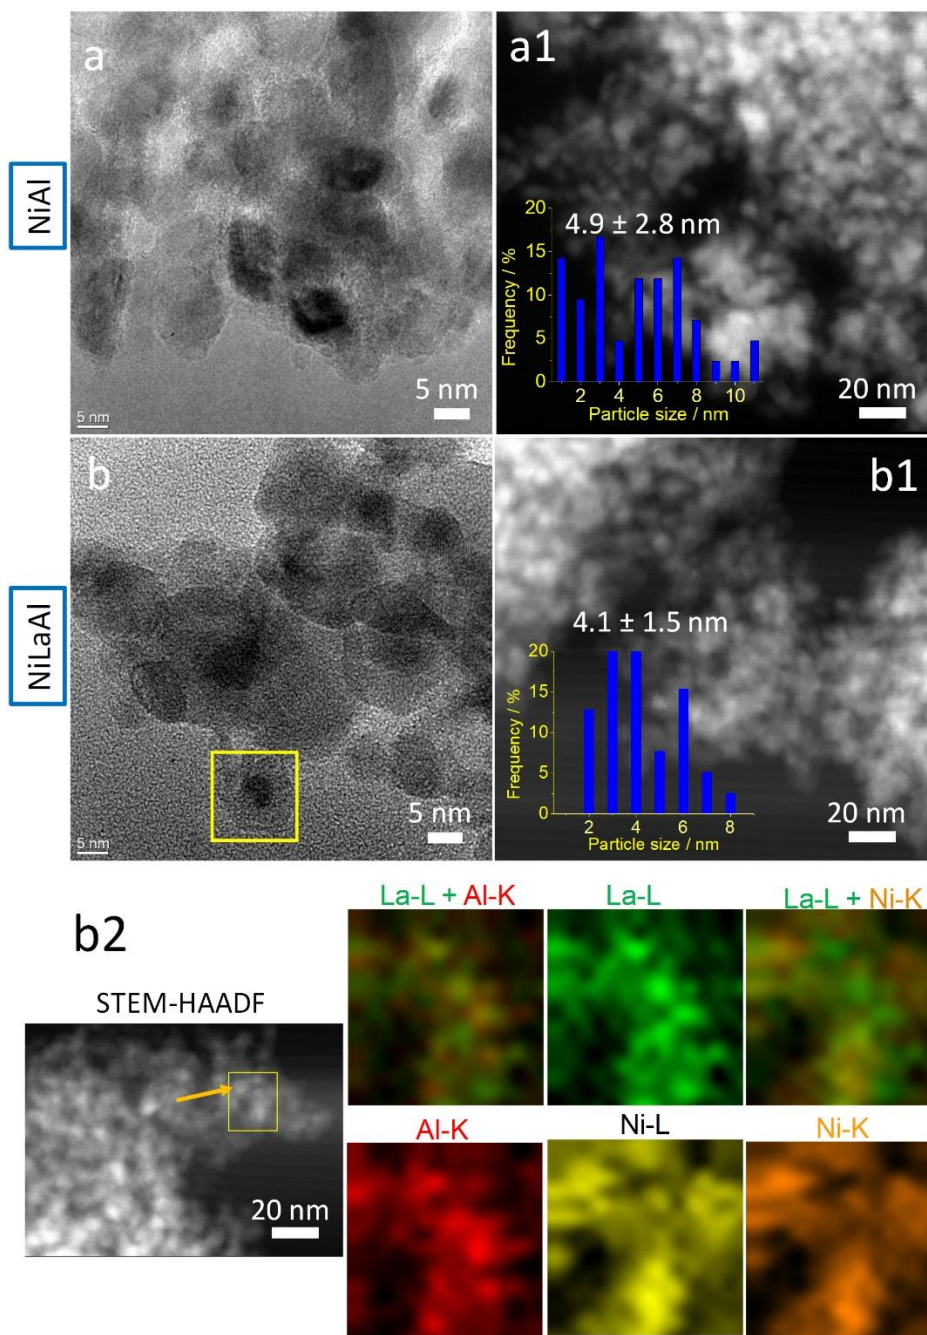 a
a1
NiAl
20
15
10
5
0
Frequency / %
4.9 ± 2.8 nm
2 4 6 8 10
Particle size / nm
5 nm
5 nm
20 nm
b
b1
NiLaAl
4.1 ± 1.5 nm
20
15
10
5
0
Frequency / %
2 4 6 8
Particle size / nm
5 nm
5 nm
20 nm
b2
STEM-HAADF
20 nm
La-L + Al-K
La-L
La-L + Ni-K
Al-K
Ni-L
Ni-K